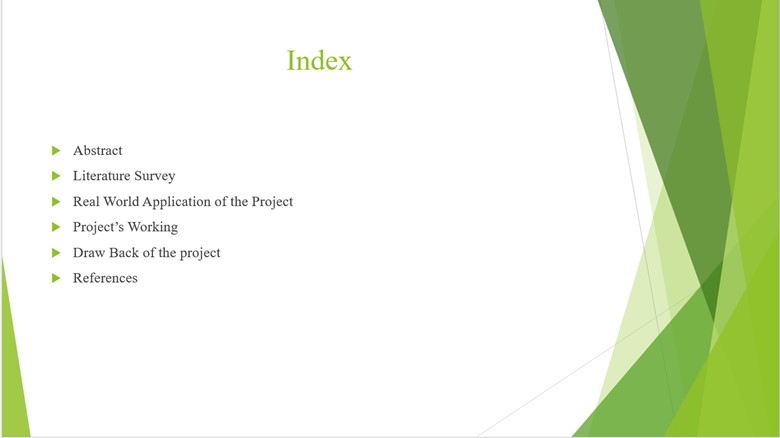 Index
Abstract
Literature Survey
Real World Application of the Project
Project’s Working
Draw Back of the project
References